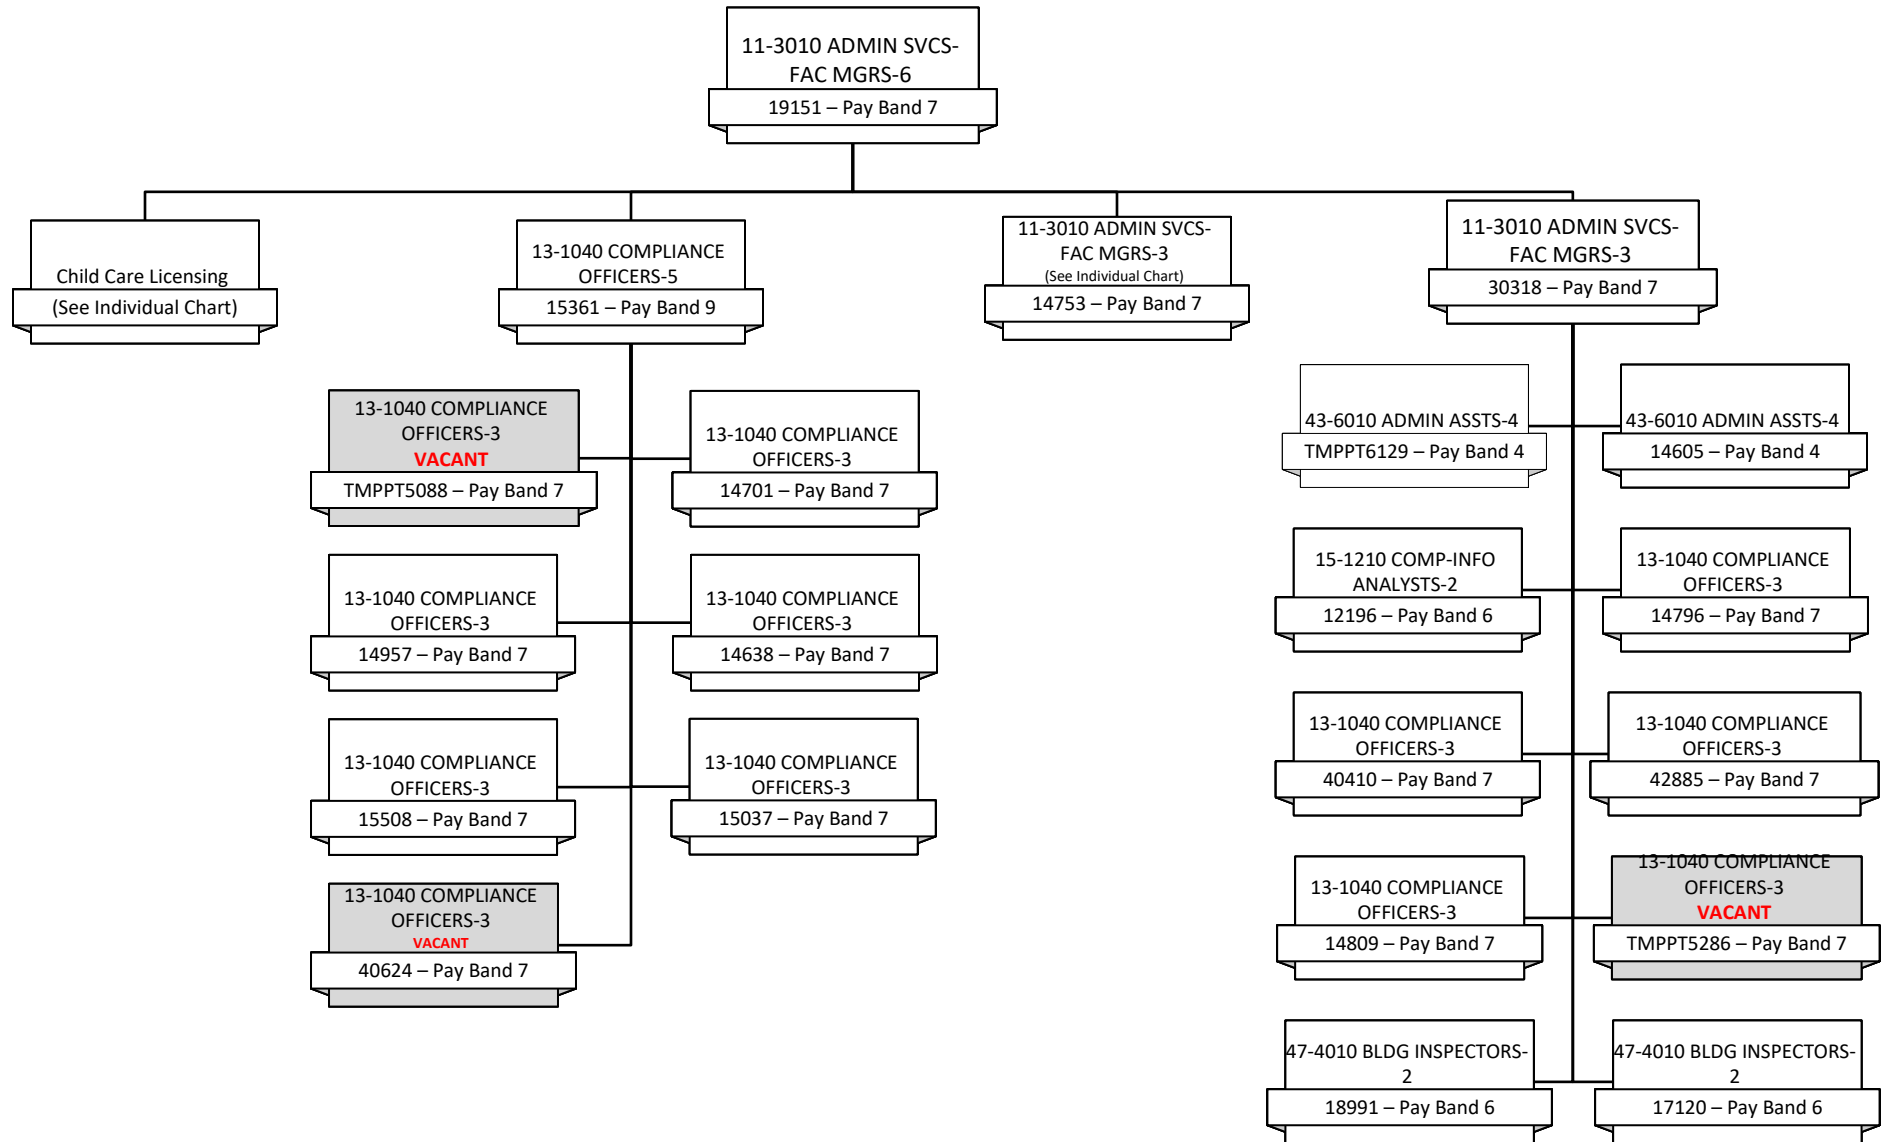 11-3010 ADMIN SVCS-
FAC MGRS-6
19151 – Pay Band 7
Child Care Licensing
(See Individual Chart)
13-1040 COMPLIANCE
OFFICERS-5
15361 – Pay Band 9
11-3010 ADMIN SVCS-
FAC MGRS-3
(See Individual Chart)
14753 – Pay Band 7
11-3010 ADMIN SVCS-
FAC MGRS-3
30318 – Pay Band 7
13-1040 COMPLIANCE
OFFICERS-3
VACANT
TMPPT5088 – Pay Band 7
13-1040 COMPLIANCE
OFFICERS-3
14701 – Pay Band 7
13-1040 COMPLIANCE
OFFICERS-3
14957 – Pay Band 7
13-1040 COMPLIANCE
OFFICERS-3
14638 – Pay Band 7
13-1040 COMPLIANCE
OFFICERS-3
15508 – Pay Band 7
13-1040 COMPLIANCE
OFFICERS-3
15037 – Pay Band 7
13-1040 COMPLIANCE
OFFICERS-3
VACANT
40624 – Pay Band 7
43-6010 ADMIN ASSTS-4
TMPPT6129 – Pay Band 4
43-6010 ADMIN ASSTS-4
14605 – Pay Band 4
15-1210 COMP-INFO
ANALYSTS-2
12196 – Pay Band 6
13-1040 COMPLIANCE
OFFICERS-3
14796 – Pay Band 7
13-1040 COMPLIANCE
OFFICERS-3
40410 – Pay Band 7
13-1040 COMPLIANCE
OFFICERS-3
42885 – Pay Band 7
13-1040 COMPLIANCE
OFFICERS-3
14809 – Pay Band 7
13-1040 COMPLIANCE
OFFICERS-3
VACANT
TMPPT5286 – Pay Band 7
47-4010 BLDG INSPECTORS-
2
18991 – Pay Band 6
47-4010 BLDG INSPECTORS-
2
17120 – Pay Band 6